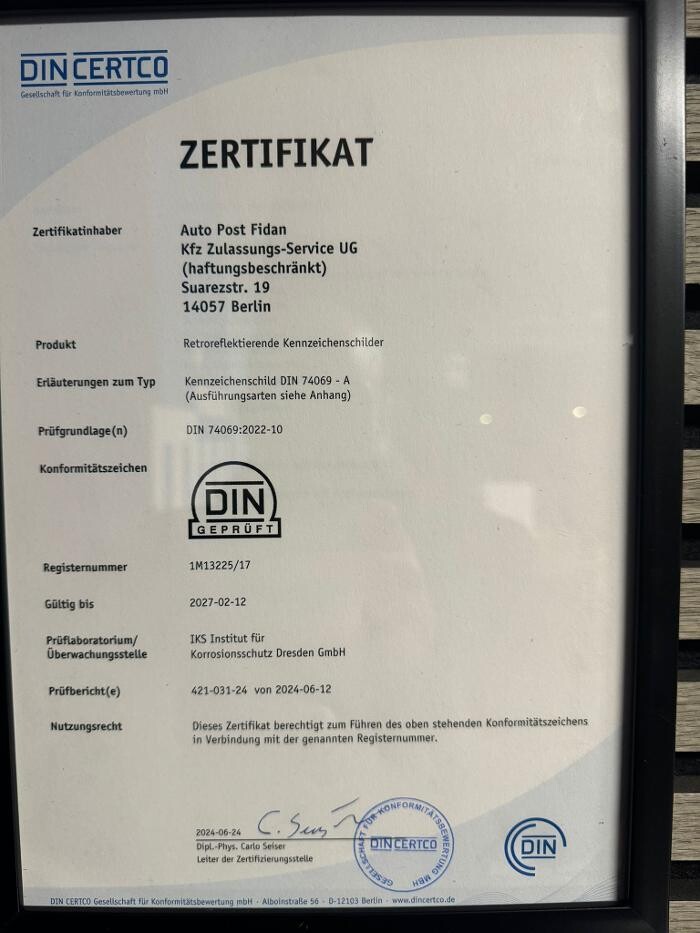 DIN CERTCO
Gesellschaft für Konformitätsbewertung mbH
ZERTIFIKAT
Zertifikatinhaber
Auto Post Fidan
Kfz Zulassungs-Service UG
(haftungsbeschränkt)
Suarezstr. 19
14057 Berlin
Produkt
Retroreflektierende Kennzeichenschilder
Erläuterungen zum Typ
Kennzeichenschild DIN 74069 - A
(Ausführungsarten siehe Anhang)
Prüfgrundlage(n)
DIN 74069:2022-10
Konformitätszeichen
DIN
GEPRÜFT
Registernummer
1M13225/17
Gültig bis
2027-02-12
Prüflaboratorium/
Überwachungsstelle
IKS Institut für
Korrosionsschutz Dresden GmbH
Prüfbericht(e)
421-031-24 von 2024-06-12
Nutzungsrecht
Dieses Zertifikat berechtigt zum Führen des oben stehenden Konformitätszeichens
in Verbindung mit der genannten Registernummer.
2024-06-24
Dipl.-Phys. Carlo Seiser
Leiter der Zertifizierungsstelle
GESELLSCHAFT FÜR KONFORMITÄTSBEWERTUNG MBH
DIN CERTCO
DIN
DIN CERTCO Gesellschaft für Konformitätsbewertung mbH · Alboinstraße 56 · D-12103 Berlin · www.dincertco.de